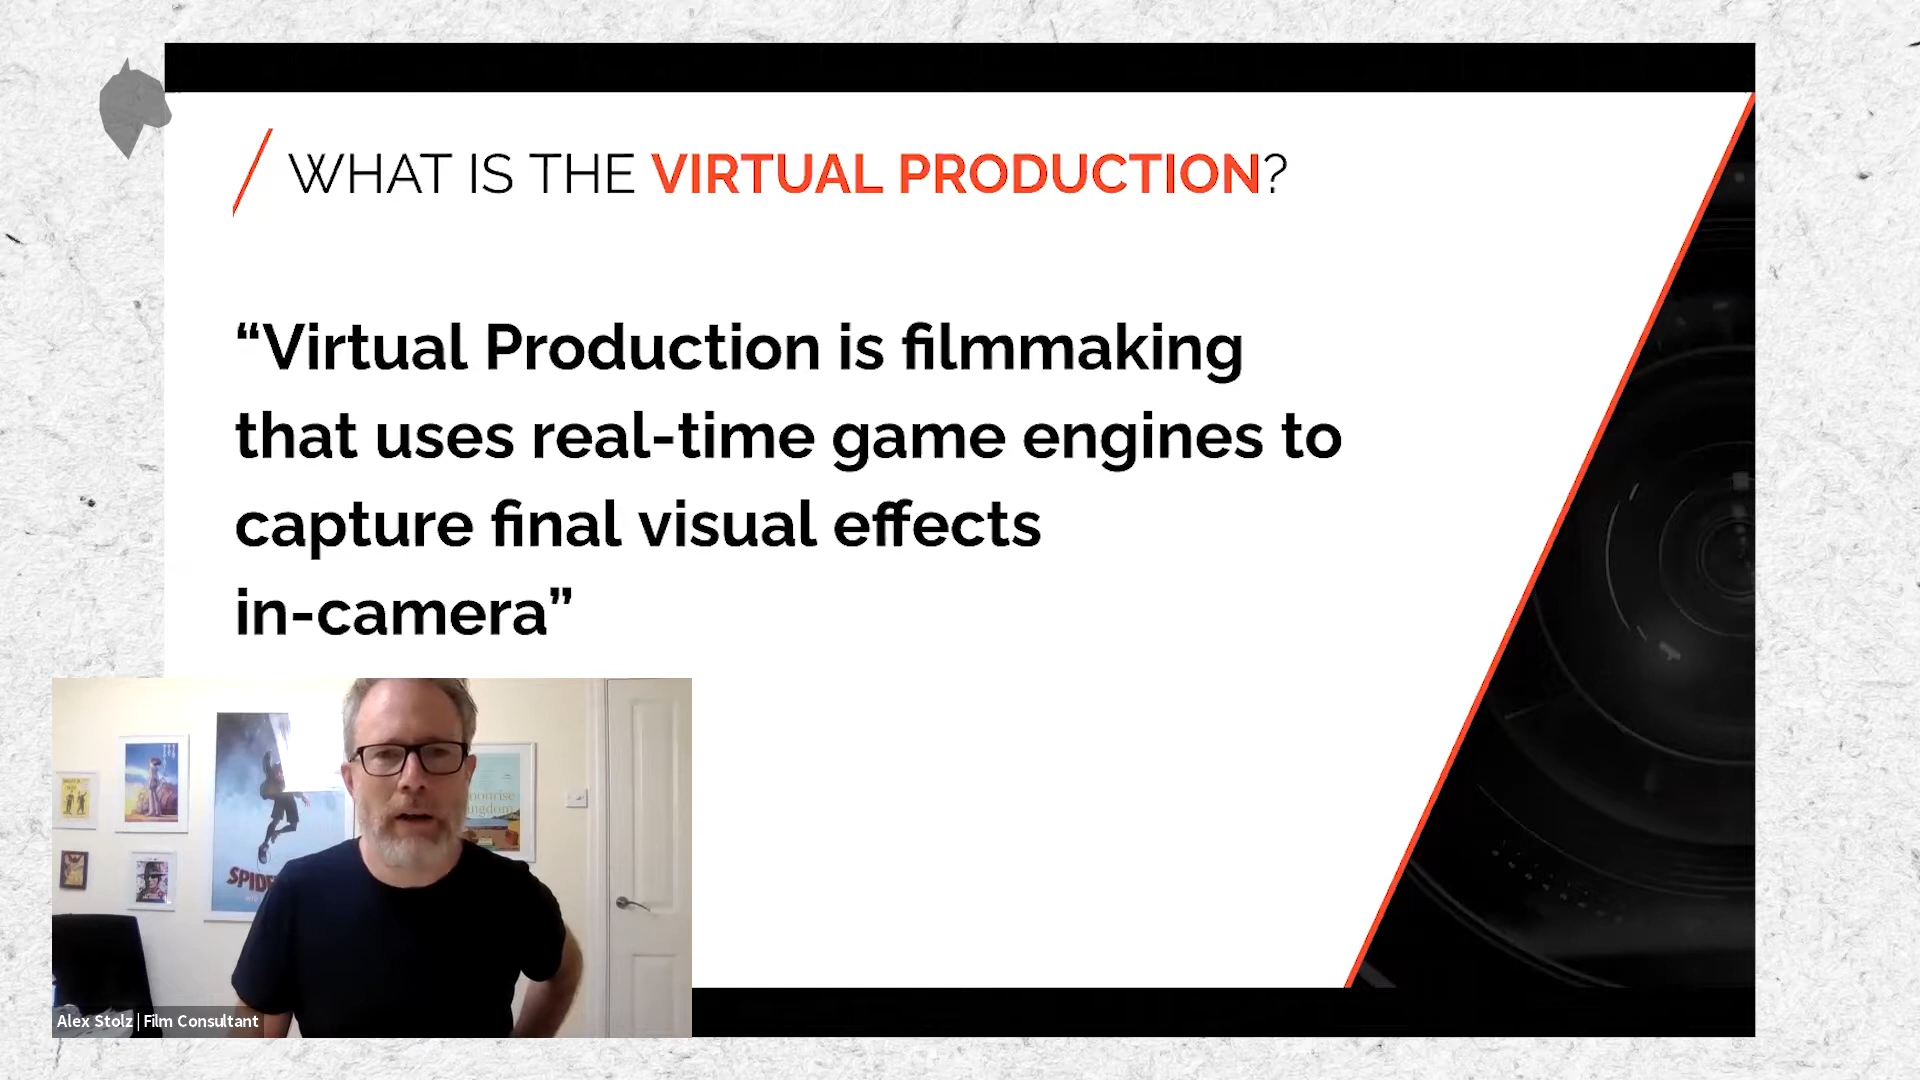 WHAT IS THE VIRTUAL PRODUCTION?
“Virtual Production is filmmaking
that uses real-time game engines to
capture final visual effects
in-camera”
SPIDE
Alex Stolz | Film Consultant